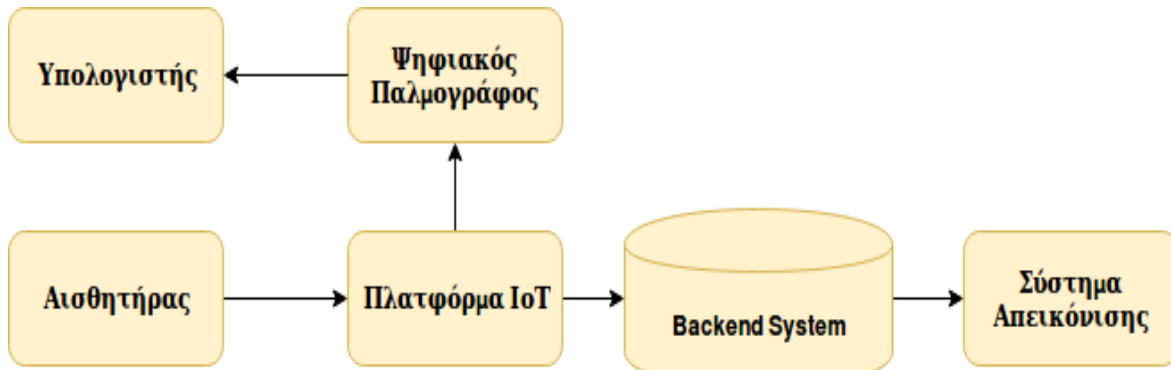 Υπολογιστής
Ψηφιακός
Παλμογράφος
Αισθητήρας
Πλατφόρμα IoT
Backend System
Σύστημα
Απεικόνισης